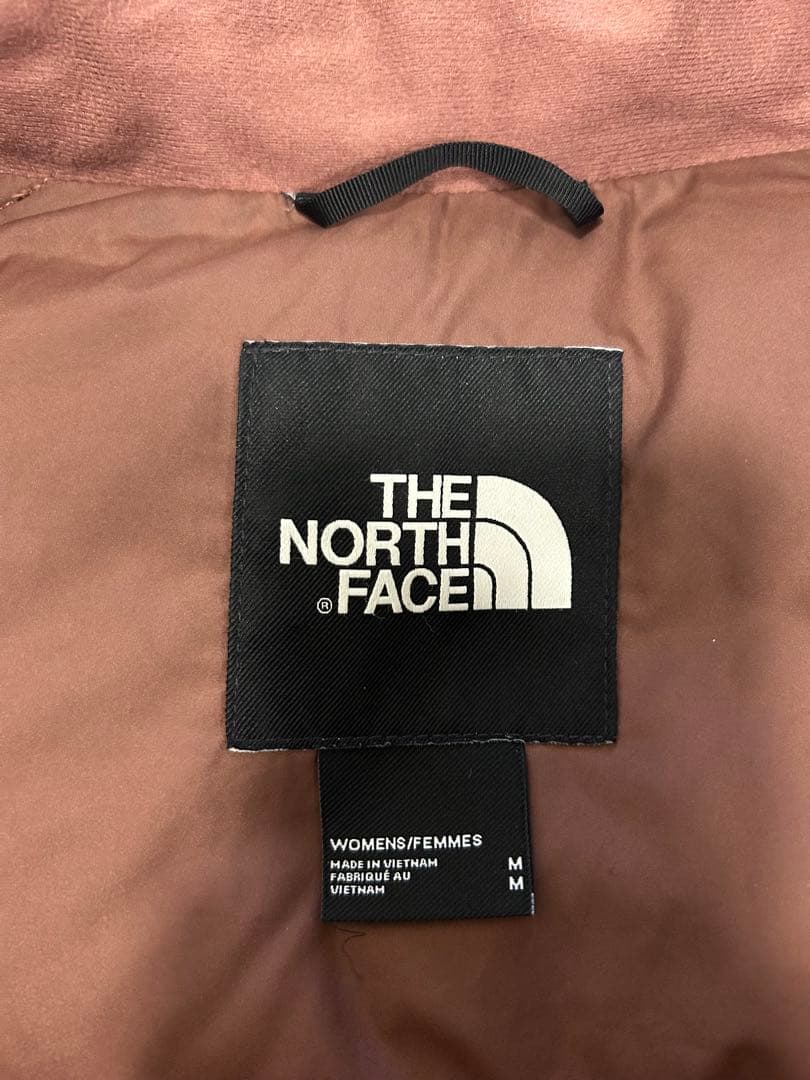 THE
NORTH
® FACE
WOMENS/FEMMES
MADE IN VIETNAM M
FABRIQUÉ AU M
VIETNAM